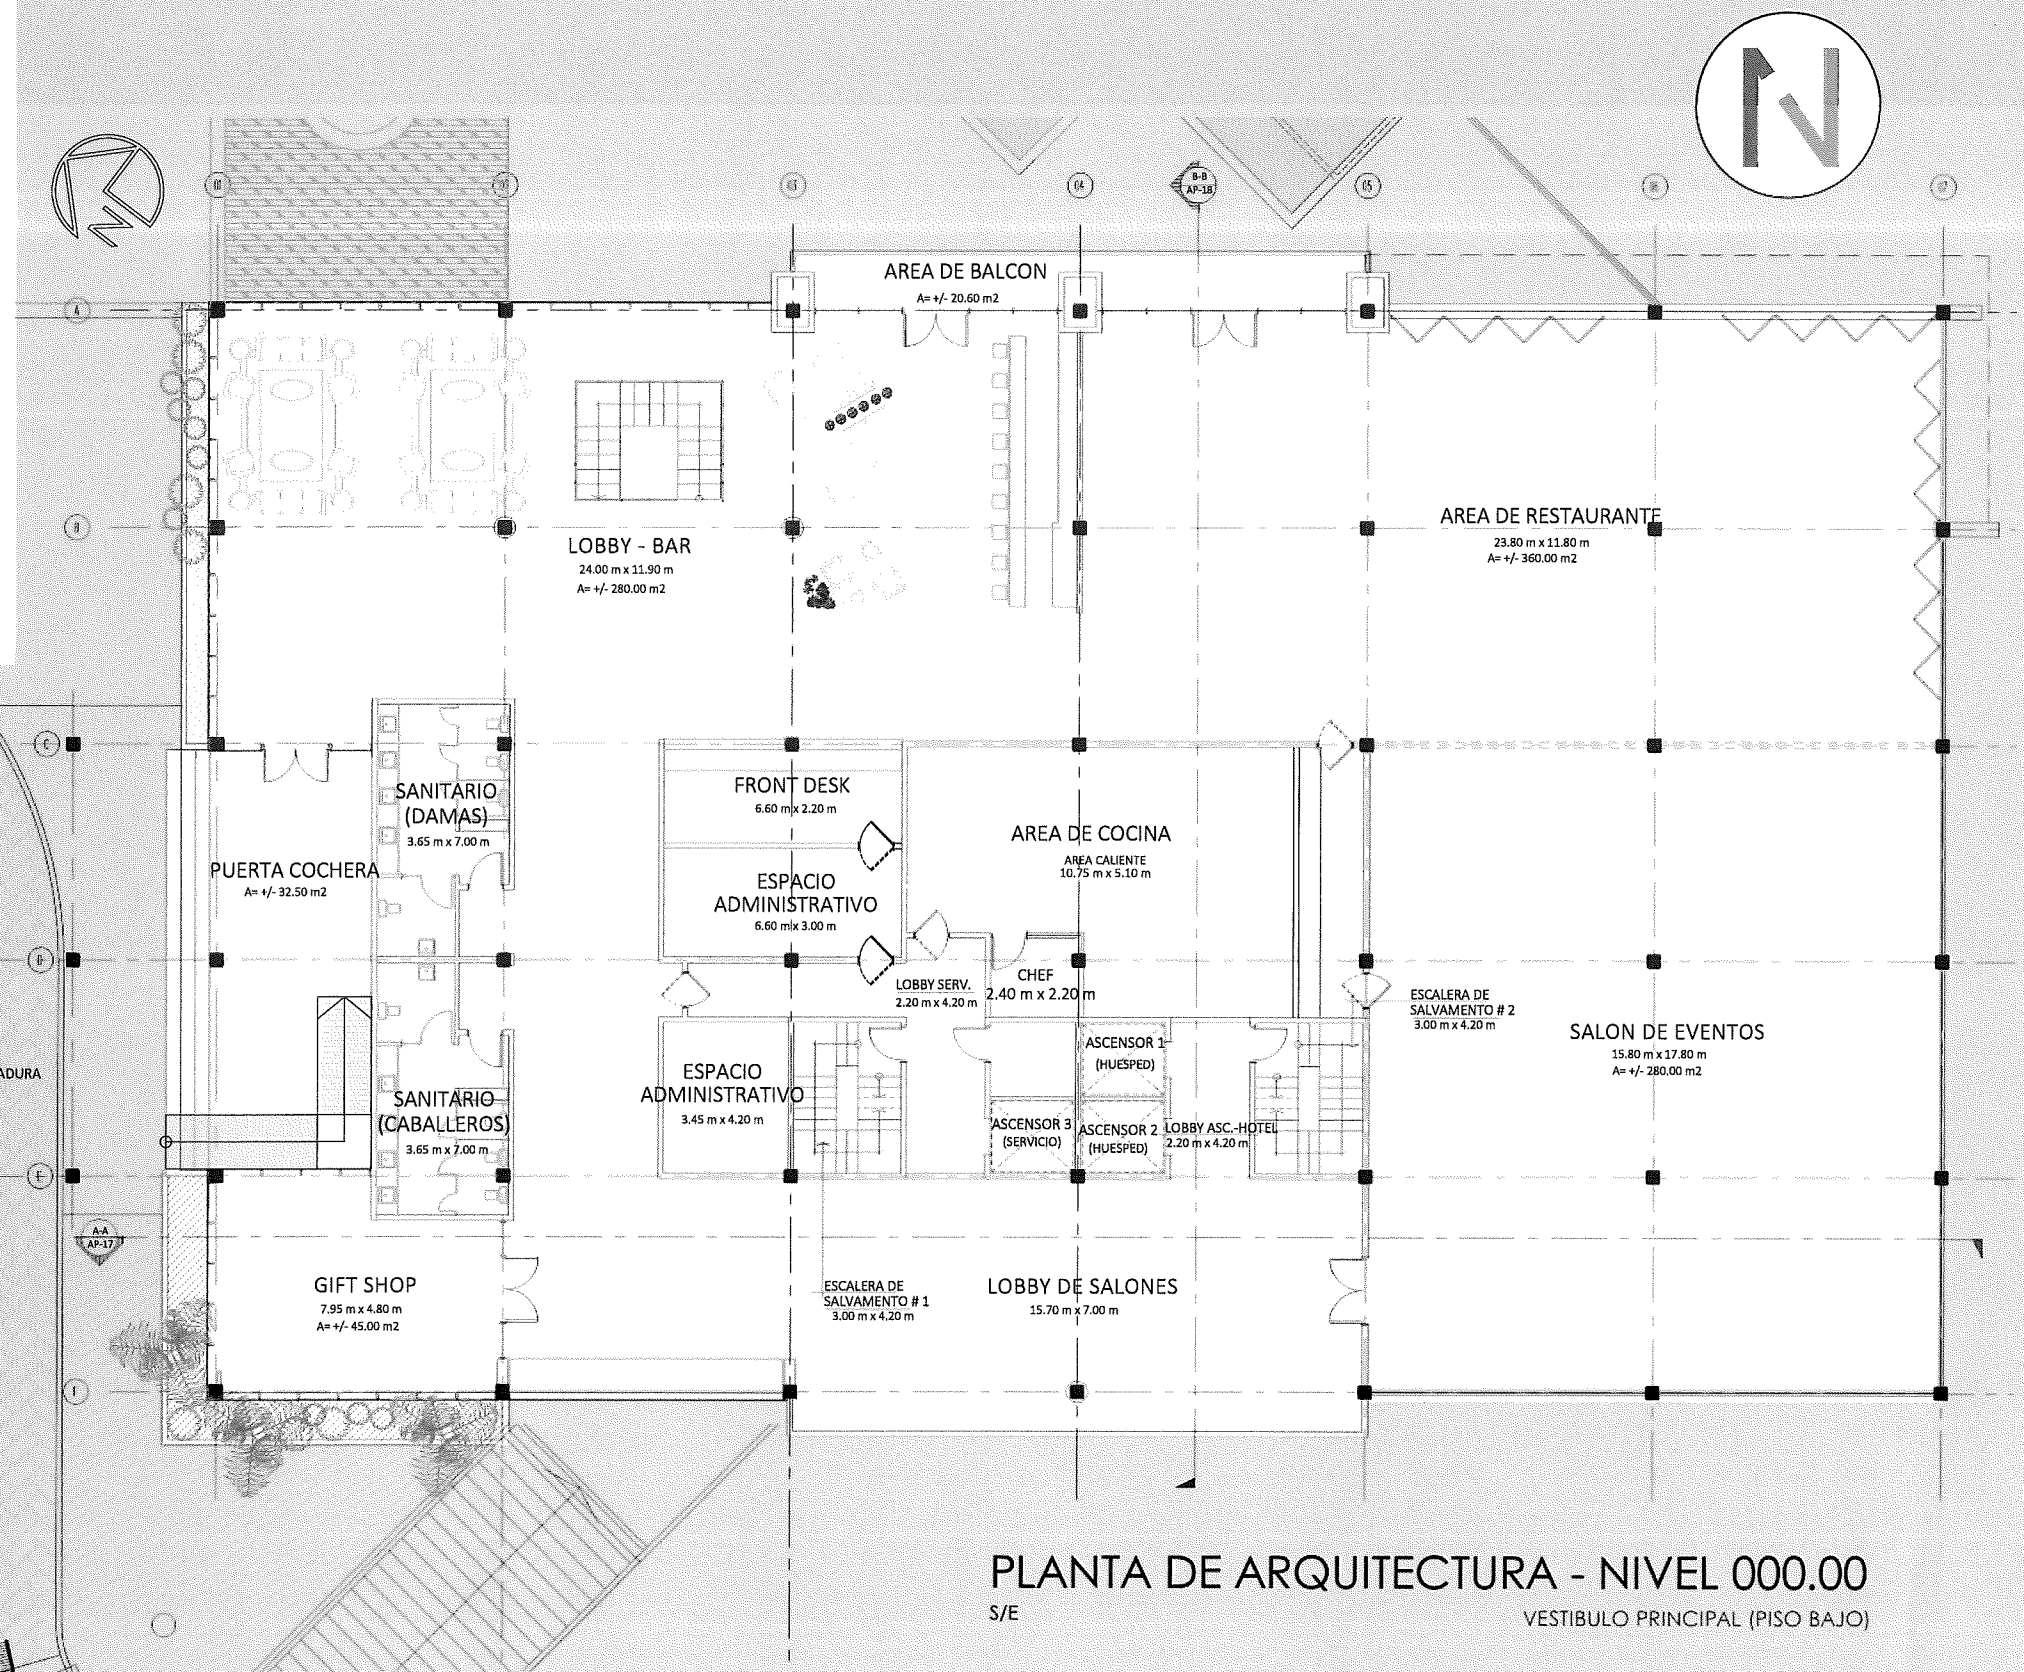 N
N
01
02
03
04
B-B
AP-18
05
06
07
A
AREA DE BALCON
A= +/- 20.60 m2
B
LOBBY - BAR
24.00 m x 11.90 m
A= +/- 280.00 m2
AREA DE RESTAURANTE
23.80 m x 11.80 m
A= +/- 360.00 m2
C
SANITARIO
(DAMAS)
3.65 m x 7.00 m
FRONT DESK
6.60 m x 2.20 m
AREA DE COCINA
AREA CALIENTE
10.75 m x 5.10 m
PUERTA COCHERA
A= +/- 32.50 m2
ESPACIO
ADMINISTRATIVO
6.60 m x 3.00 m
D
LOBBY SERV.
2.20 m x 4.20 m
CHEF
2.40 m x 2.20 m
ESCALERA DE
SALVAMENTO # 2
3.00 m x 4.20 m
SALON DE EVENTOS
15.80 m x 17.80 m
A= +/- 280.00 m2
ADURA
SANITARIO
(CABALLEROS)
3.65 m x 7.00 m
ESPACIO
ADMINISTRATIVO
3.45 m x 4.20 m
ASCENSOR 1
(HUESPED)
ASCENSOR 3
(SERVICIO)
ASCENSOR 2
(HUESPED)
LOBBY ASC.-HOTEL
2.20 m x 4.20 m
E
A-A
AP-17
GIFT SHOP
7.95 m x 4.80 m
A= +/- 45.00 m2
ESCALERA DE
SALVAMENTO # 1
3.00 m x 4.20 m
LOBBY DE SALONES
15.70 m x 7.00 m
PLANTA DE ARQUITECTURA - NIVEL 000.00
S/E
VESTIBULO PRINCIPAL (PISO BAJO)